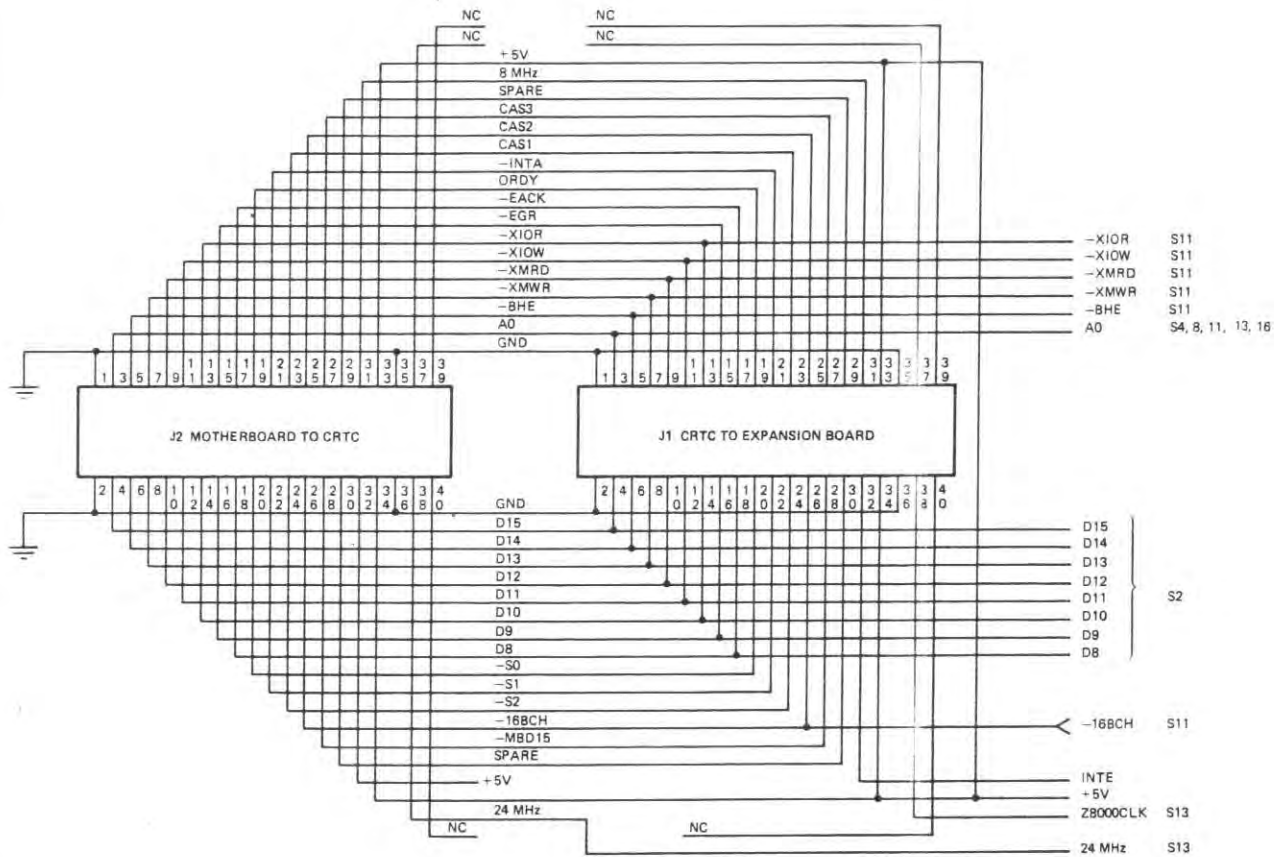 NC NC
NC NC
+5V
8 MHz
SPARE
CAS3
CAS2
CAS1
-INTA
ORDY
-EACK
-EGR
-XIOR -XIOR S11
-XIOW -XIOW S11
-XMRD -XMRD S11
-XMWR -XMWR S11
-BHE -BHE S11
A0 A0 S4, 8, 11, 13, 16
GND
1 3 5 7 9 11 13 15 17 19 21 23 25 27 29 31 33 35 37 39
1 3 5 7 9 11 13 15 17 19 21 23 25 27 29 31 33 35 37 39
J2 MOTHERBOARD TO CRTC
J1 CRTC TO EXPANSION BOARD
2 4 6 8 10 12 14 16 18 20 22 24 26 28 30 32 34 36 38 40
2 4 6 8 10 12 14 16 18 20 22 24 26 28 30 32 34 36 38 40
GND
D15 D15
D14 D14
D13 D13
D12 D12
D11 D11 S2
D10 D10
D9 D9
D8 D8
-S0
-S1
-S2
-16BCH -16BCH S11
-MBD15
SPARE
+5V INTE
+5V
24 MHz Z8000CLK S13
NC NC
24 MHz S13